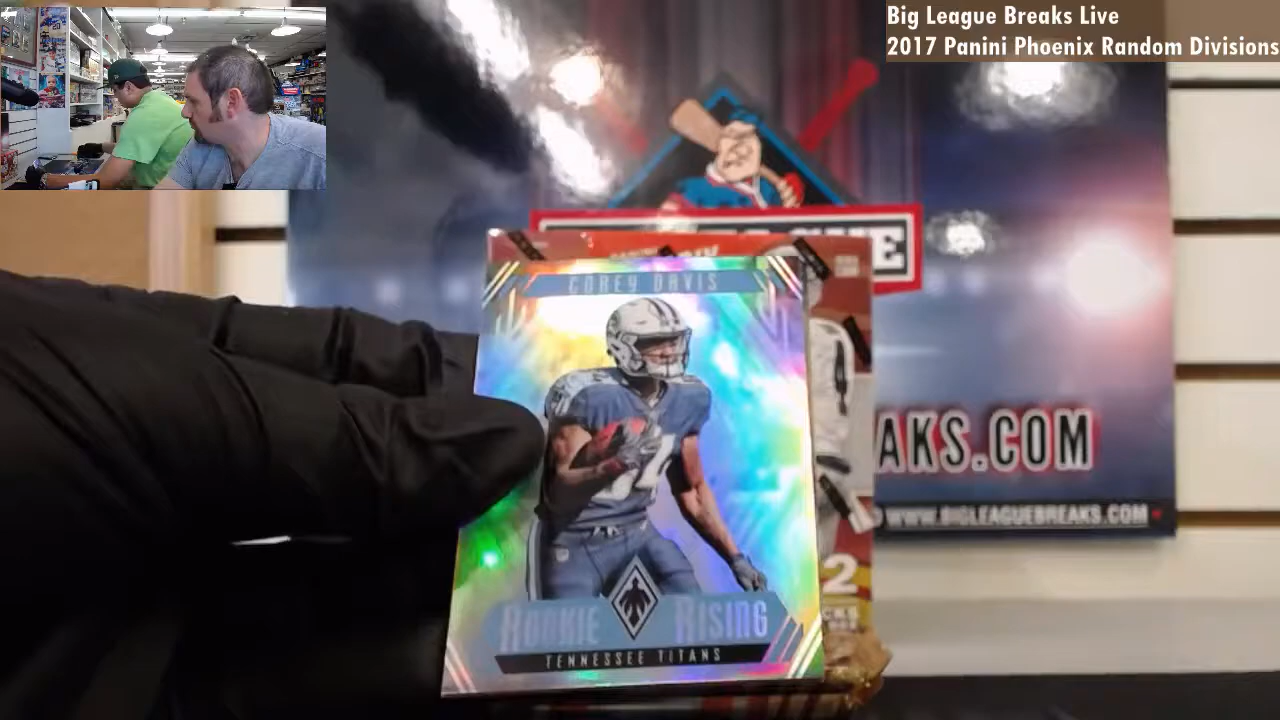 Big League Breaks Live
2017 Panini Phoenix Random Divisions
COREY DAVIS
ROOKIE RISING
TENNESSEE TITANS
AKS.COM
WWW.BIGLEAGUEBREAKS.COM
2